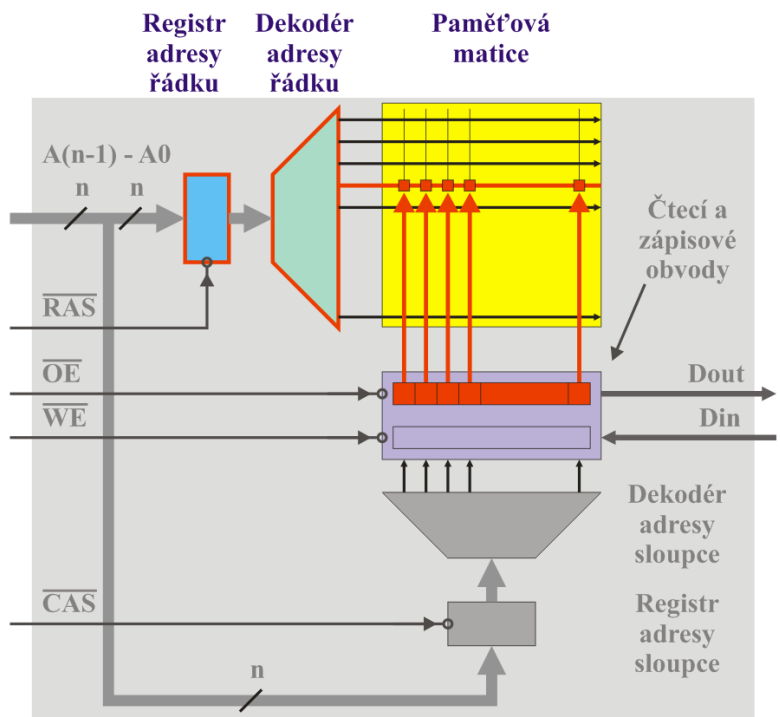 Registr
adresy
řádku
Dekodér
adresy
řádku
Paměťová
matice
A(n-1) - A0
n
n
Čtecí a
zápisové
obvody
RAS
OE
Dout
WE
Din
Dekodér
adresy
sloupce
CAS
Registr
adresy
sloupce
n